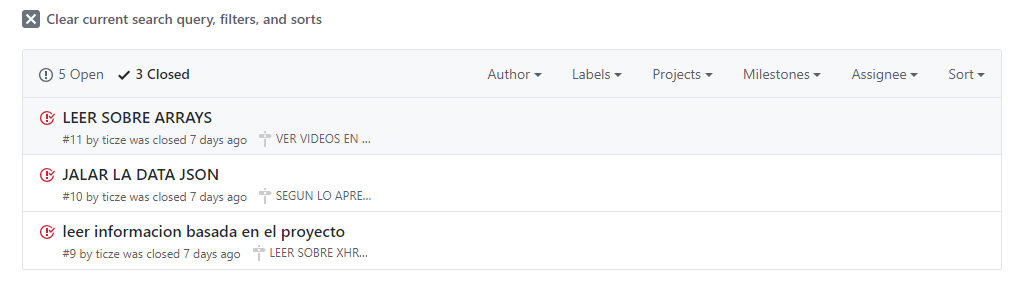 Clear current search query, filters, and sorts
5 Open 3 Closed Author Labels Projects Milestones Assignee Sort
LEER SOBRE ARRAYS
#11 by ticze was closed 7 days ago VER VIDEOS EN ...
JALAR LA DATA JSON
#10 by ticze was closed 7 days ago SEGUN LO APRE...
leer informacion basada en el proyecto
#9 by ticze was closed 7 days ago LEER SOBRE XHR...